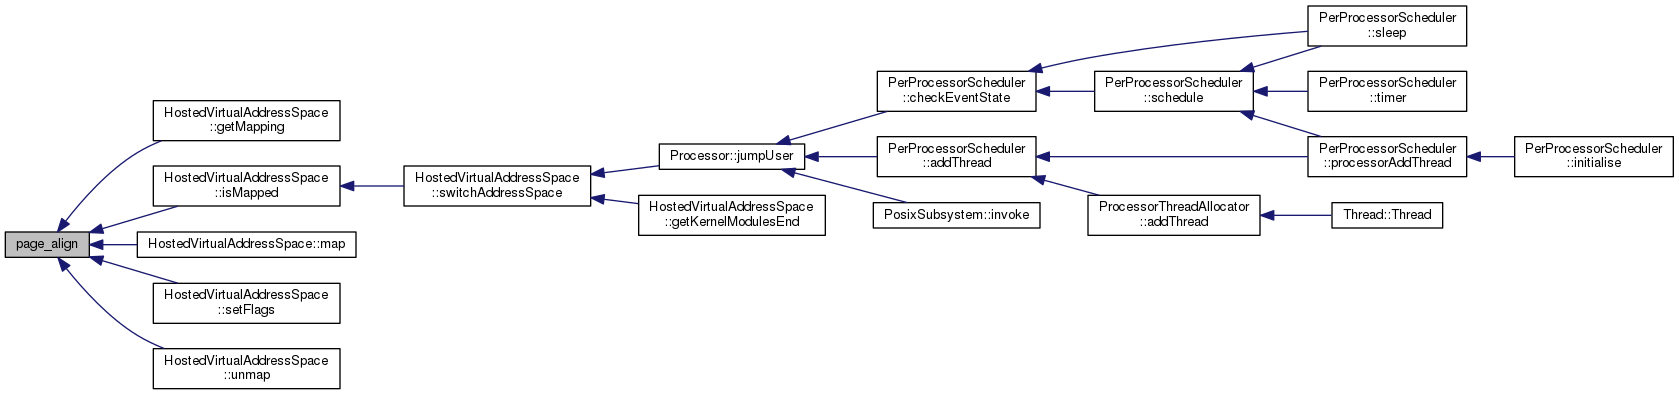 page_align
HostedVirtualAddressSpace
::getMapping
HostedVirtualAddressSpace
::isMapped
HostedVirtualAddressSpace::map
HostedVirtualAddressSpace
::setFlags
HostedVirtualAddressSpace
::unmap
HostedVirtualAddressSpace
::switchAddressSpace
Processor::jumpUser
HostedVirtualAddressSpace
::getKernelModulesEnd
PerProcessorScheduler
::checkEventState
PerProcessorScheduler
::addThread
PosixSubsystem::invoke
PerProcessorScheduler
::schedule
ProcessorThreadAllocator
::addThread
PerProcessorScheduler
::sleep
PerProcessorScheduler
::timer
PerProcessorScheduler
::processorAddThread
Thread::Thread
PerProcessorScheduler
::initialise